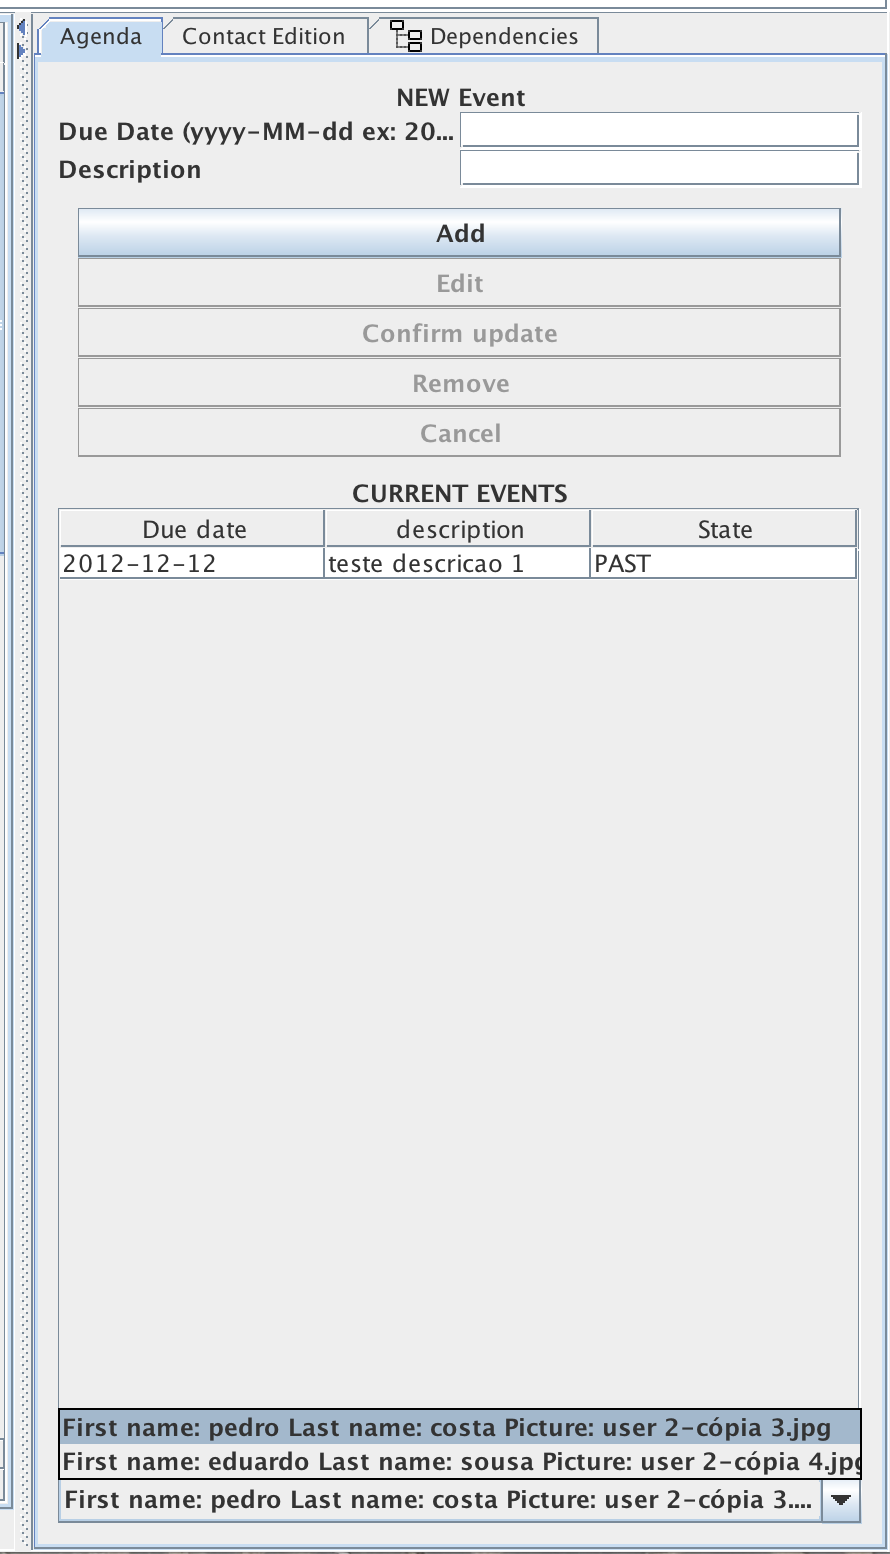 Agenda Contact Edition Dependencies
NEW Event
Due Date (yyyy-MM-dd ex: 20...
Description
Add
Edit
Confirm update
Remove
Cancel
CURRENT EVENTS
Due date description State
2012-12-12 teste descricao 1 PAST
First name: pedro Last name: costa Picture: user 2-cópia 3.jpg
First name: eduardo Last name: sousa Picture: user 2-cópia 4.jpg
First name: pedro Last name: costa Picture: user 2-cópia 3....